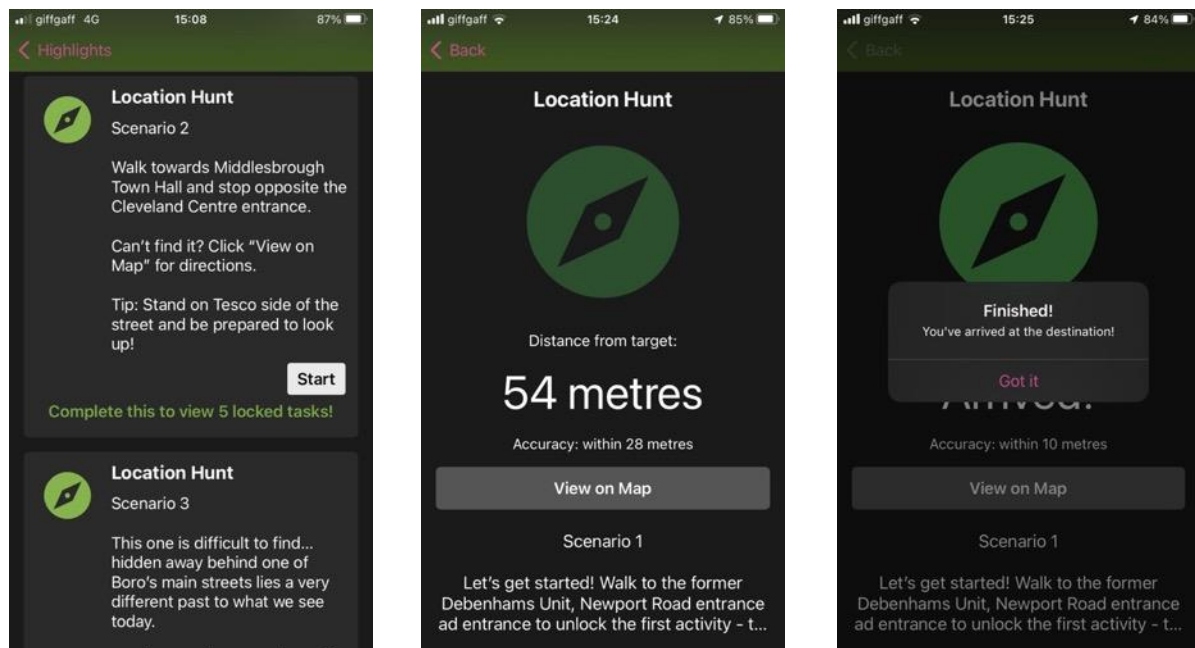 giffgaff 4G 15:08 87%
Highlights
Location Hunt
Scenario 2
Walk towards Middlesbrough
Town Hall and stop opposite the
Cleveland Centre entrance.
Can't find it? Click "View on
Map" for directions.
Tip: Stand on Tesco side of the
street and be prepared to look
up!
Start
Complete this to view 5 locked tasks!
Location Hunt
Scenario 3
This one is difficult to find...
hidden away behind one of
Boro's main streets lies a very
different past to what we see
today.
giffgaff 15:24 85%
Back
Location Hunt
Distance from target:
54 metres
Accuracy: within 28 metres
View on Map
Scenario 1
Let's get started! Walk to the former
Debenhams Unit, Newport Road entrance
ad entrance to unlock the first activity - t...
giffgaff 15:25 84%
Back
Location Hunt
Finished!
You've arrived at the destination!
Got it
Arrived!
Accuracy: within 10 metres
View on Map
Scenario 1
Let's get started! Walk to the former
Debenhams Unit, Newport Road entrance
ad entrance to unlock the first activity - t...